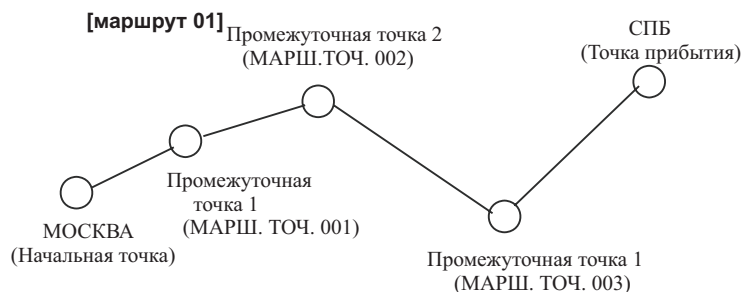 [маршрут 01]
Промежуточная точка 2
(МАРШ.ТОЧ. 002)
СПБ
(Точка прибытия)
Промежуточная
точка 1
(МАРШ. ТОЧ. 001)
МОСКВА
(Начальная точка)
Промежуточная точка 1
(МАРШ. ТОЧ. 003)